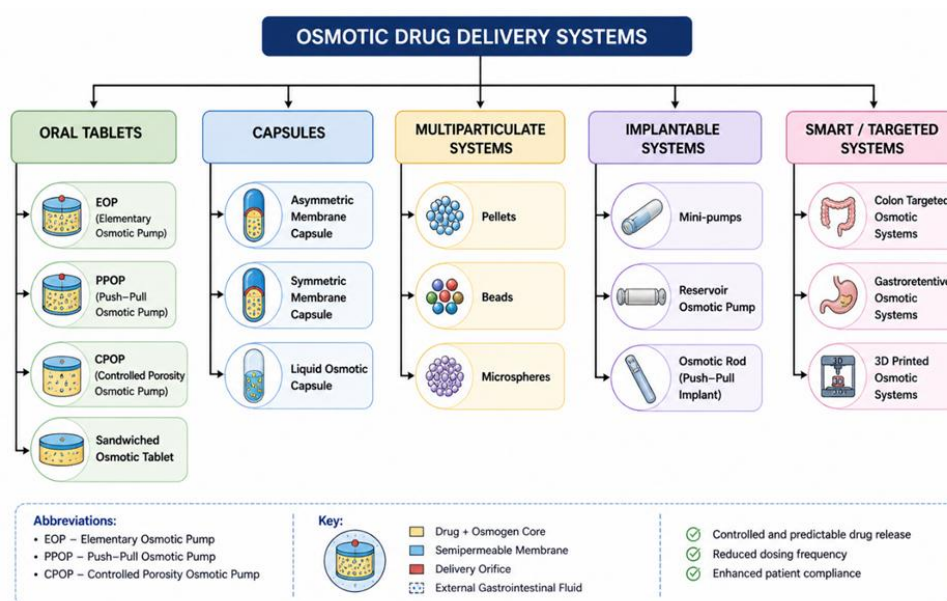 OSMOTIC DRUG DELIVERY SYSTEMS
ORAL TABLETS
EOP
(Elementary
Osmotic Pump)
PPOP
(Push–Pull
Osmotic Pump)
CPOP
(Controlled Porosity
Osmotic Pump)
Sandwiched
Osmotic Tablet
CAPSULES
Asymmetric
Membrane
Capsule
Symmetric
Membrane
Capsule
Liquid Osmotic
Capsule
MULTIPARTICULATE
SYSTEMS
Pellets
Beads
Microspheres
IMPLANTABLE
SYSTEMS
Mini-pumps
Reservoir
Osmotic Pump
Osmotic Rod
(Push–Pull
Implant)
SMART / TARGETED
SYSTEMS
Colon Targeted
Osmotic
Systems
Gastroretentive
Osmotic
Systems
3D
3D Printed
Osmotic
Systems
Abbreviations:
• EOP – Elementary Osmotic Pump
• PPOP – Push–Pull Osmotic Pump
• CPOP – Controlled Porosity Osmotic Pump
Key:
Drug + Osmogen Core
Semipermeable Membrane
Delivery Orifice
External Gastrointestinal Fluid
Controlled and predictable drug release
Reduced dosing frequency
Enhanced patient compliance